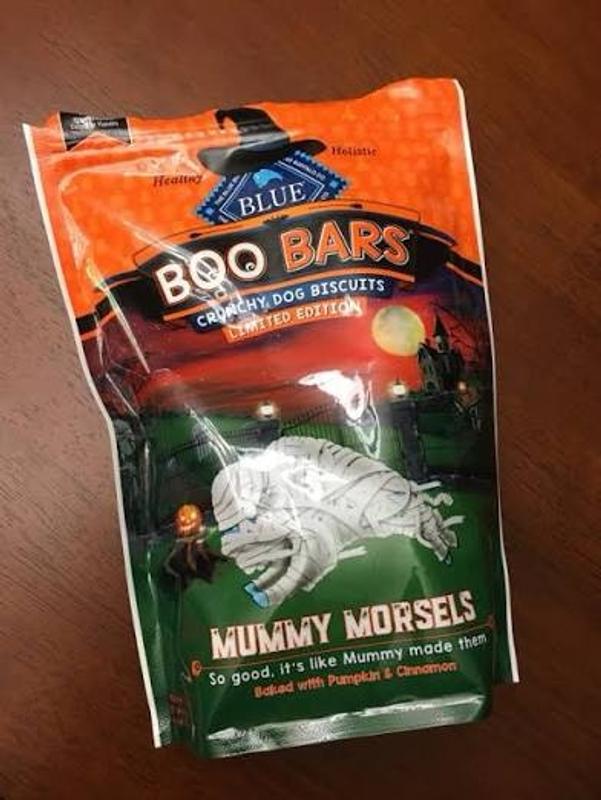 Healthy
Holistic
BLUE
BOO BARS
CRUNCHY DOG BISCUITS
LIMITED EDITION
MUMMY MORSELS
So good, it's like Mummy made them
Baked with Pumpkin & Cinnamon